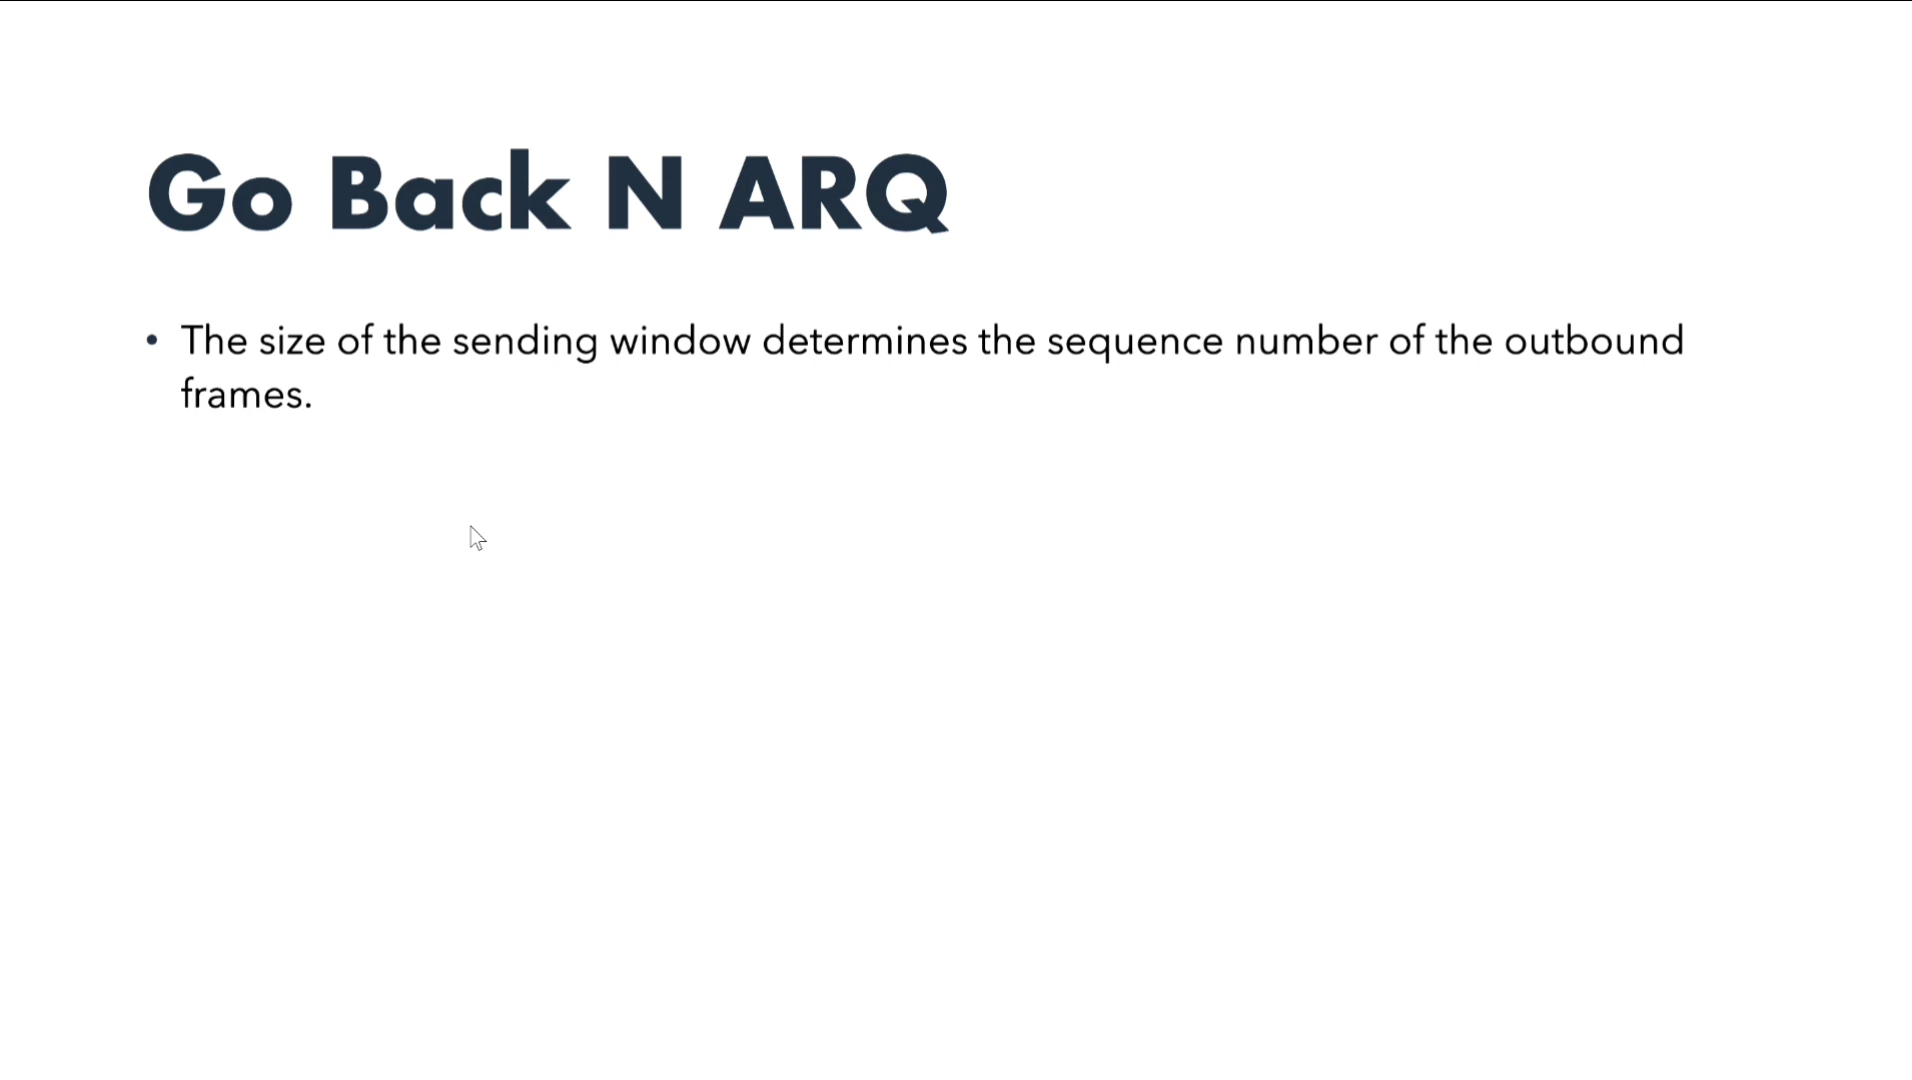 Go Back N ARQ
• The size of the sending window determines the sequence number of the outbound
frames.